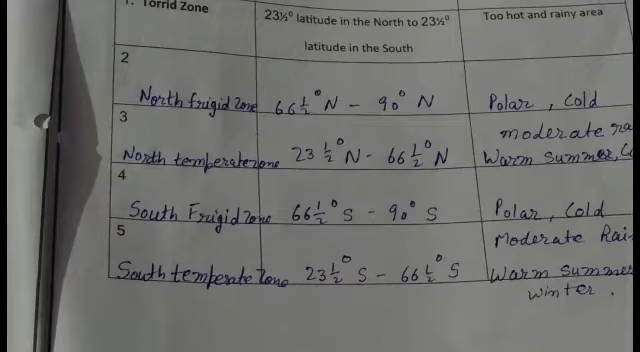 1. Torrid Zone
23½° latitude in the North to 23½°
latitude in the South
Too hot and rainy area
2
North frigid Zone 66½° N - 90° N Polar, Cold
3
North temperate zone 23½° N - 66½° N moderate
Warm summer,
4
South Frigid zone 66½° S - 90° S Polar, Cold
5
South temperate Zone 23½° S - 66½° S Moderate Rai
Warm summer
winter.